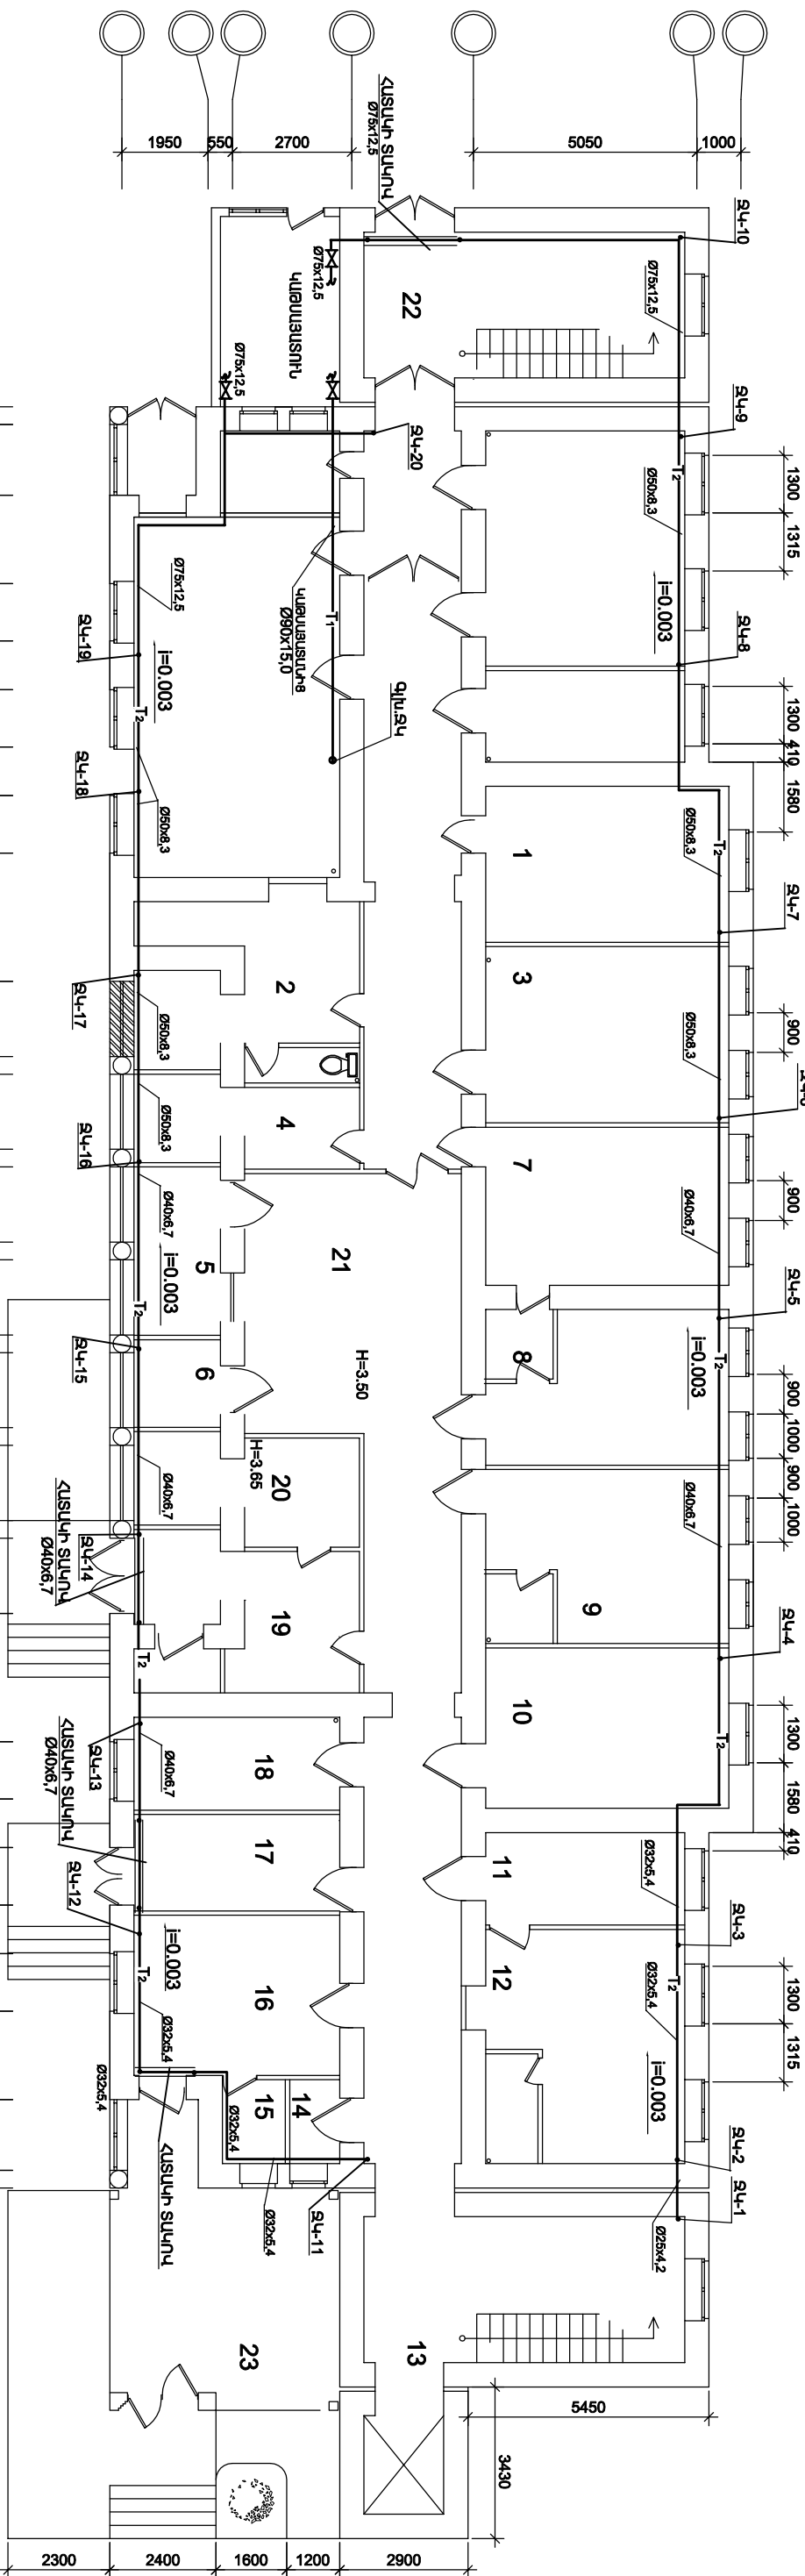 1950
550
2700
5050
1000
ՀԱՏԱԿԻ ՏԱԿՈՎ
Ø75x12,5
ՋԿ-10
Ø75x12,5
Ø75x12,5
ԿԱԹՍԱՅԱՏՈՒՆ
22
Ø75x12,5
ՋԿ-20
ՋԿ-9
T2
Ø50x8,3
1300
1315
i=0.003
ՋԿ-8
Ø75x12,5
ԿԱԹՍԱՅԱՏԱՆԻՑ
Ø90x15,0
T1
ԳԼԽ.ՋԿ
ՋԿ-19
i=0.003
T2
ՋԿ-18
Ø50x8,3
1300
410
1580
Ø50x8,3
T2
1
ՋԿ-7
2
3
ՋԿ-17
Ø50x8,3
Ø50x8,3
900
4
7
Ø50x8,3
ՋԿ-16
Ø40x6,7
Ø40x6,7
900
i=0.003
5
21
T2
ՋԿ-5
ՋԿ-15
6
8
H=3.50
T2
i=0.003
900
1000
900
1000
H=3.65
20
Ø40x6,7
Ø40x6,7
ՀԱՏԱԿԻ ՏԱԿՈՎ
Ø40x6,7
ՋԿ-14
9
19
T2
ՋԿ-4
10
T2
1300
1580
410
ՀԱՏԱԿԻ ՏԱԿՈՎ
Ø40x6,7
ՋԿ-13
Ø40x6,7
18
17
11
Ø32x5,4
ՋԿ-12
ՋԿ-3
i=0.003
T2
16
12
T2
Ø32x5,4
1300
1315
Ø32x5,4
i=0.003
Ø32x5,4
15
14
Ø32x5,4
ՀԱՏԱԿԻ ՏԱԿՈՎ
ՋԿ-11
Ø32x5,4
ՋԿ-2
ՋԿ-1
Ø25x4,2
23
13
5450
3430
2300
2400
1600
1200
2900